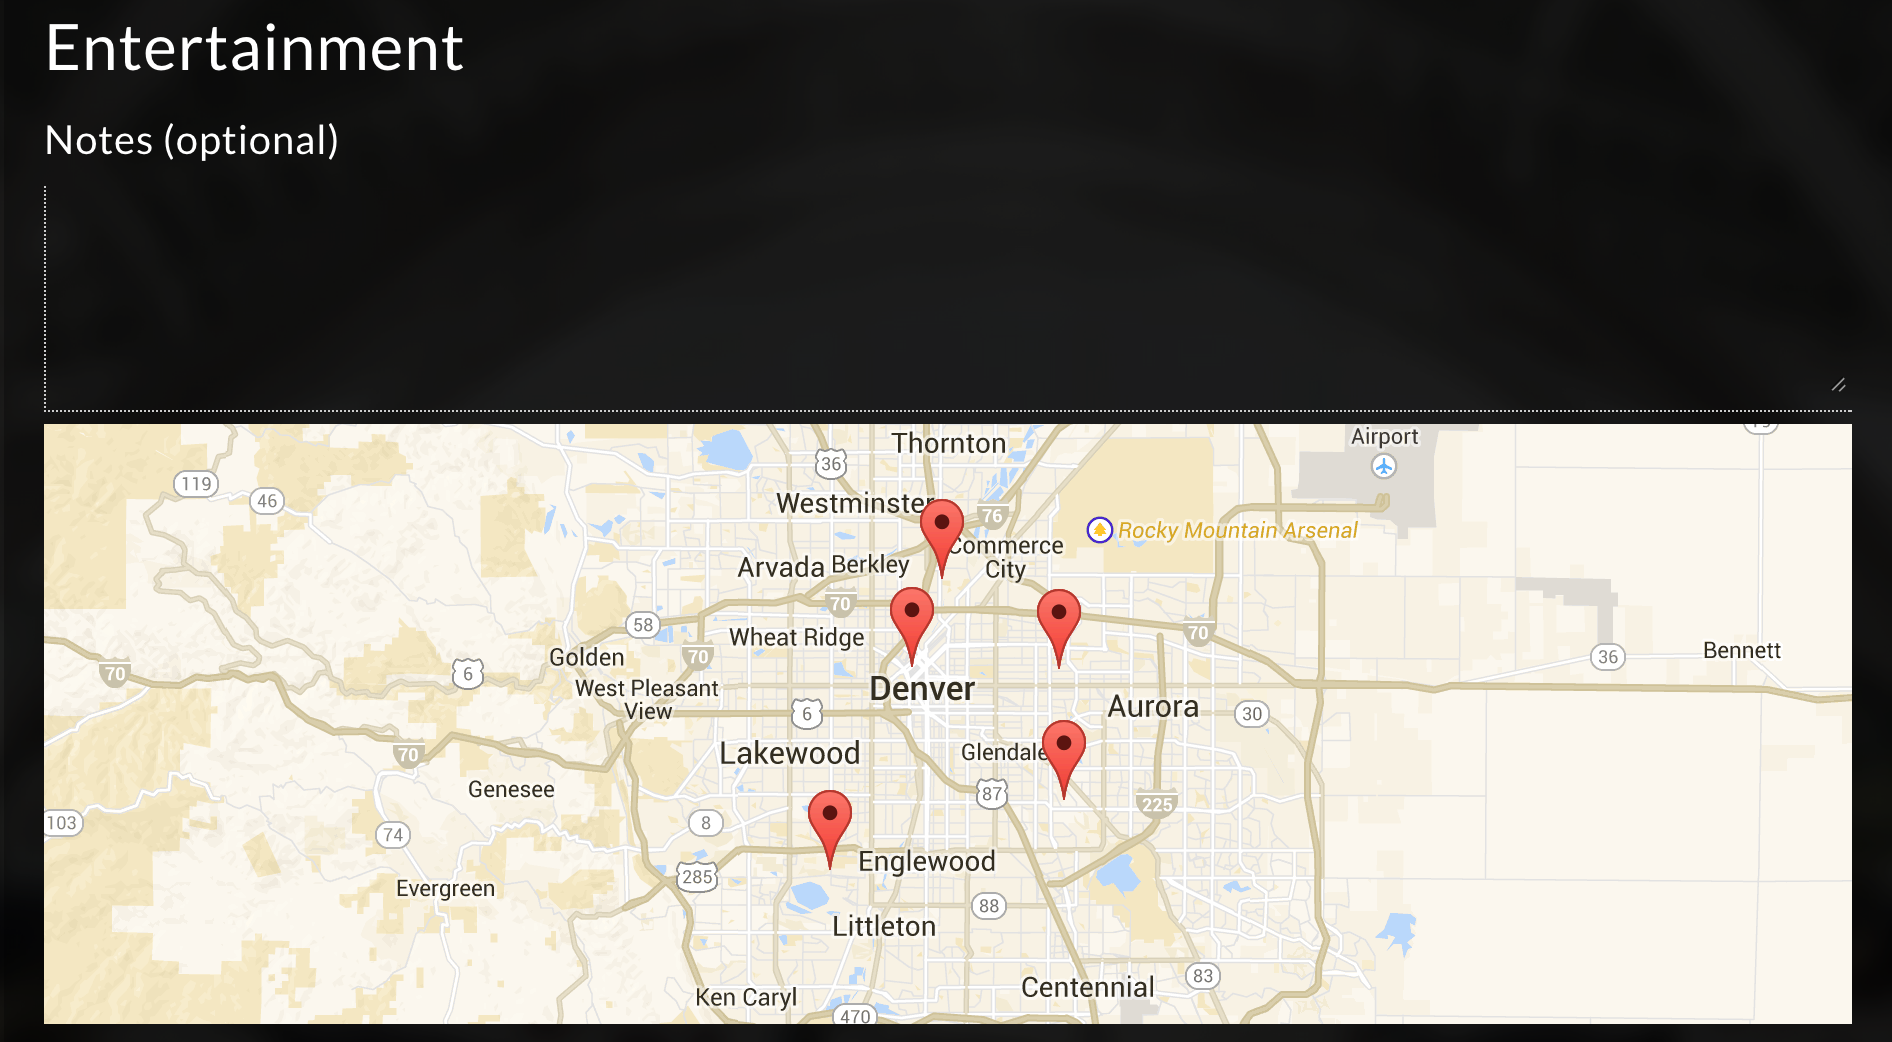 Entertainment
Notes (optional)
Thornton
Airport
36
119
46
Westminster
76
Rocky Mountain Arsenal
Commerce
City
Arvada
Berkley
70
58
Wheat Ridge
70
70
36
Bennett
Golden
70
6
West Pleasant
View
Denver
Aurora
6
30
Lakewood
Glendale
70
Genesee
87
225
103
74
8
Englewood
285
Evergreen
88
Littleton
83
Centennial
Ken Caryl
470